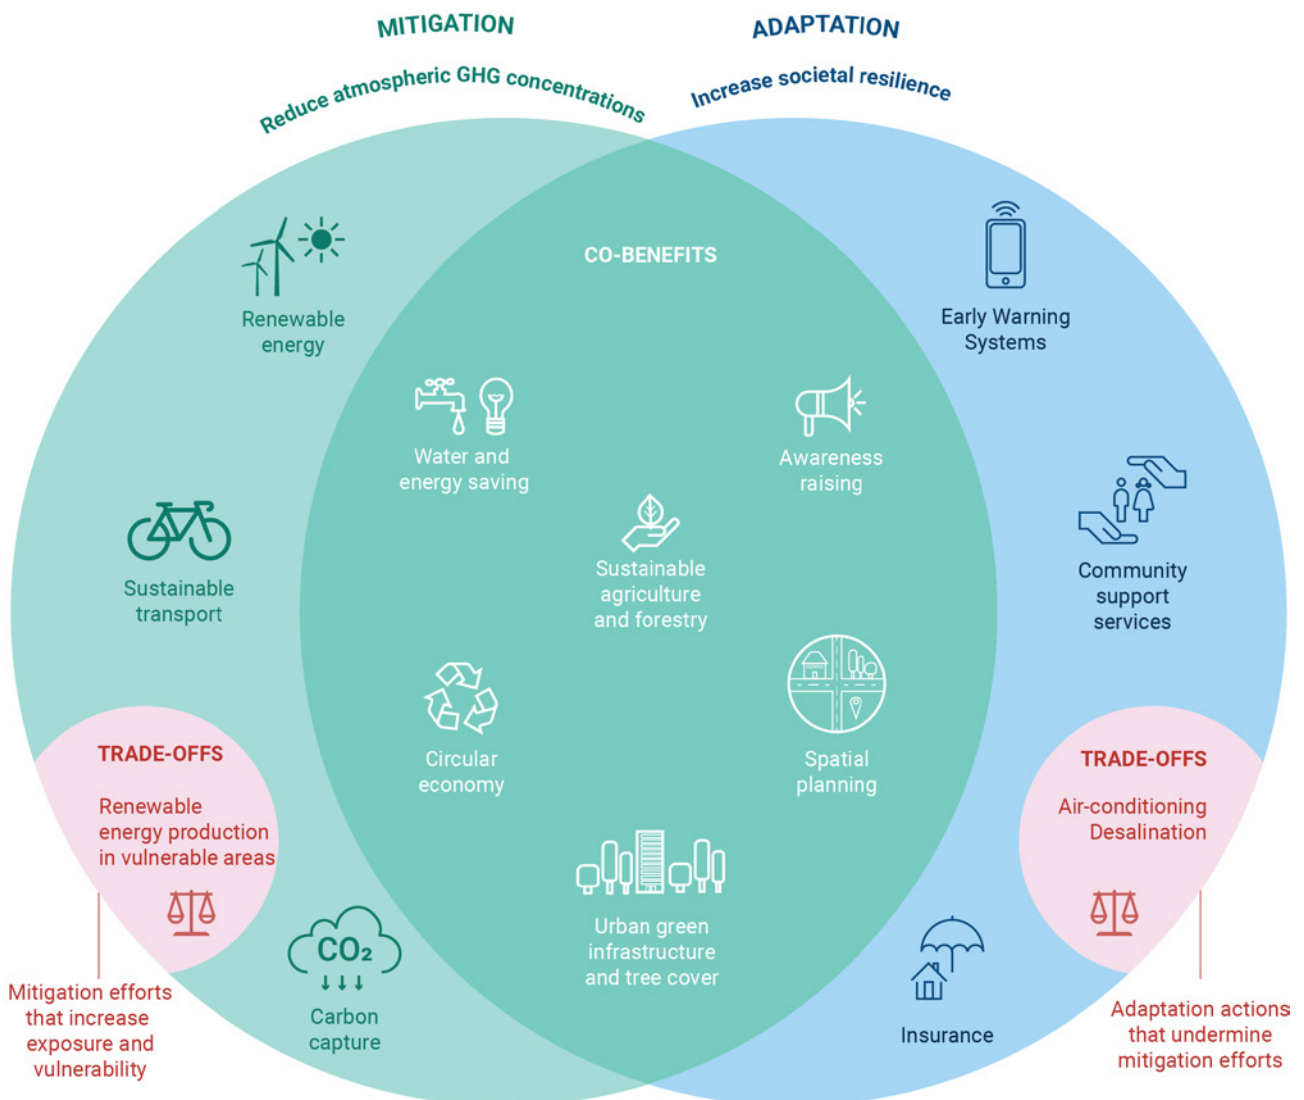 MITIGATION
Reduce atmospheric GHG concentrations
ADAPTATION
Increase societal resilience
CO-BENEFITS
Renewable
energy
Early Warning
Systems
Water and
energy saving
Awareness
raising
Sustainable
transport
Sustainable
agriculture
and forestry
Community
support
services
Circular
economy
Spatial
planning
TRADE-OFFS
Renewable
energy production
in vulnerable areas
TRADE-OFFS
Air-conditioning
Desalination
Urban green
infrastructure
and tree cover
CO₂
Carbon
capture
Insurance
Mitigation efforts
that increase
exposure and
vulnerability
Adaptation actions
that undermine
mitigation efforts